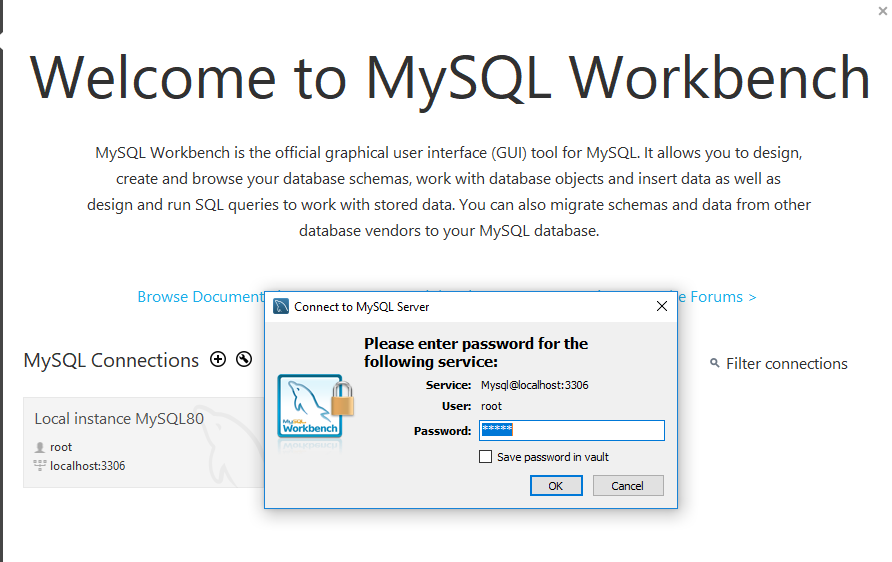 Welcome to MySQL Workbench
MySQL Workbench is the official graphical user interface (GUI) tool for MySQL. It allows you to design,
create and browse your database schemas, work with database objects and insert data as well as
design and run SQL queries to work with stored data. You can also migrate schemas and data from other
database vendors to your MySQL database.
Browse Document
Forums >
Connect to MySQL Server
Please enter password for the
following service:
Service: Mysql@localhost:3306
User: root
Password: *****
Save password in vault
OK Cancel
MySQL
Workbench
MySQL Connections
Filter connections
Local instance MySQL80
root
localhost:3306